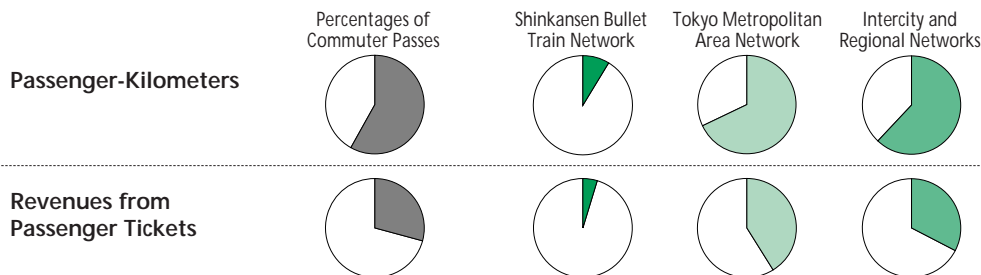 Percentages of
Commuter Passes
Shinkansen Bullet
Train Network
Tokyo Metropolitan
Area Network
Intercity and
Regional Networks
Passenger-Kilometers
Revenues from
Passenger Tickets